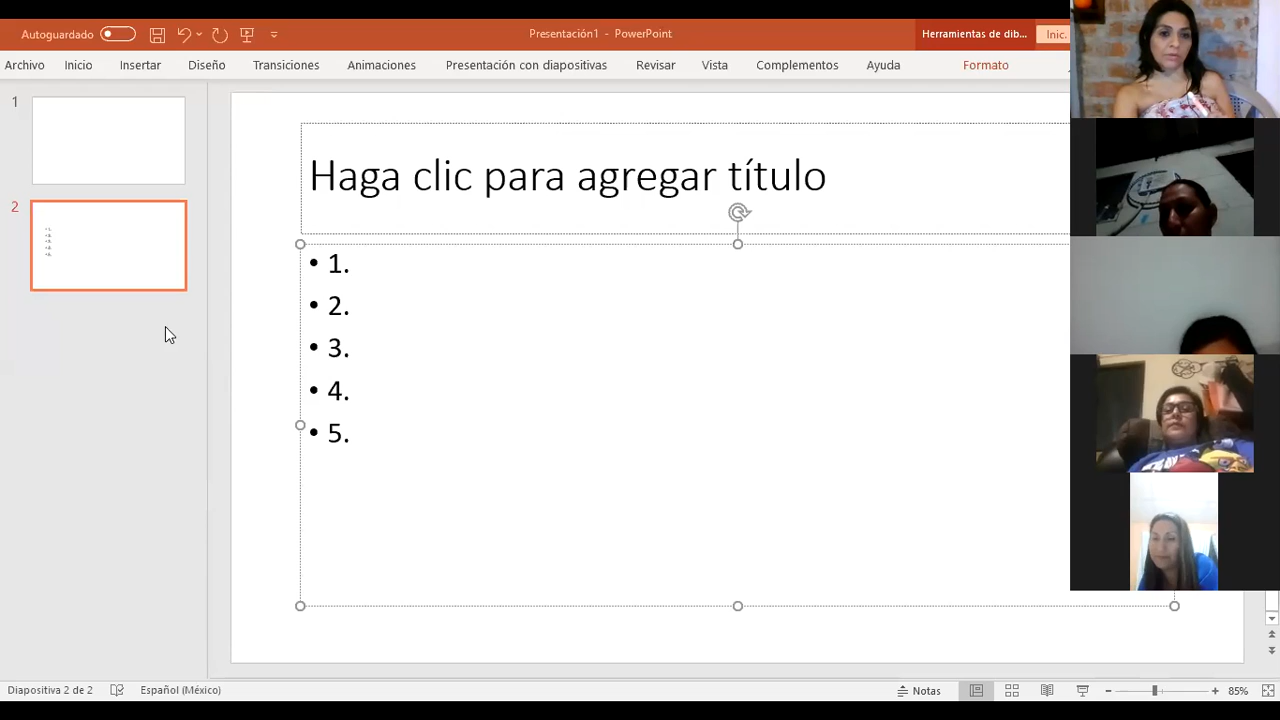 Autoguardado
Presentación1 - PowerPoint
Herramientas de dib...
Inic.
Archivo Inicio Insertar Diseño Transiciones Animaciones Presentación con diapositivas Revisar Vista Complementos Ayuda Formato
1
2
Haga clic para agregar título
• 1.
• 2.
• 3.
• 4.
• 5.
Diapositiva 2 de 2 Español (México) Notas 85%